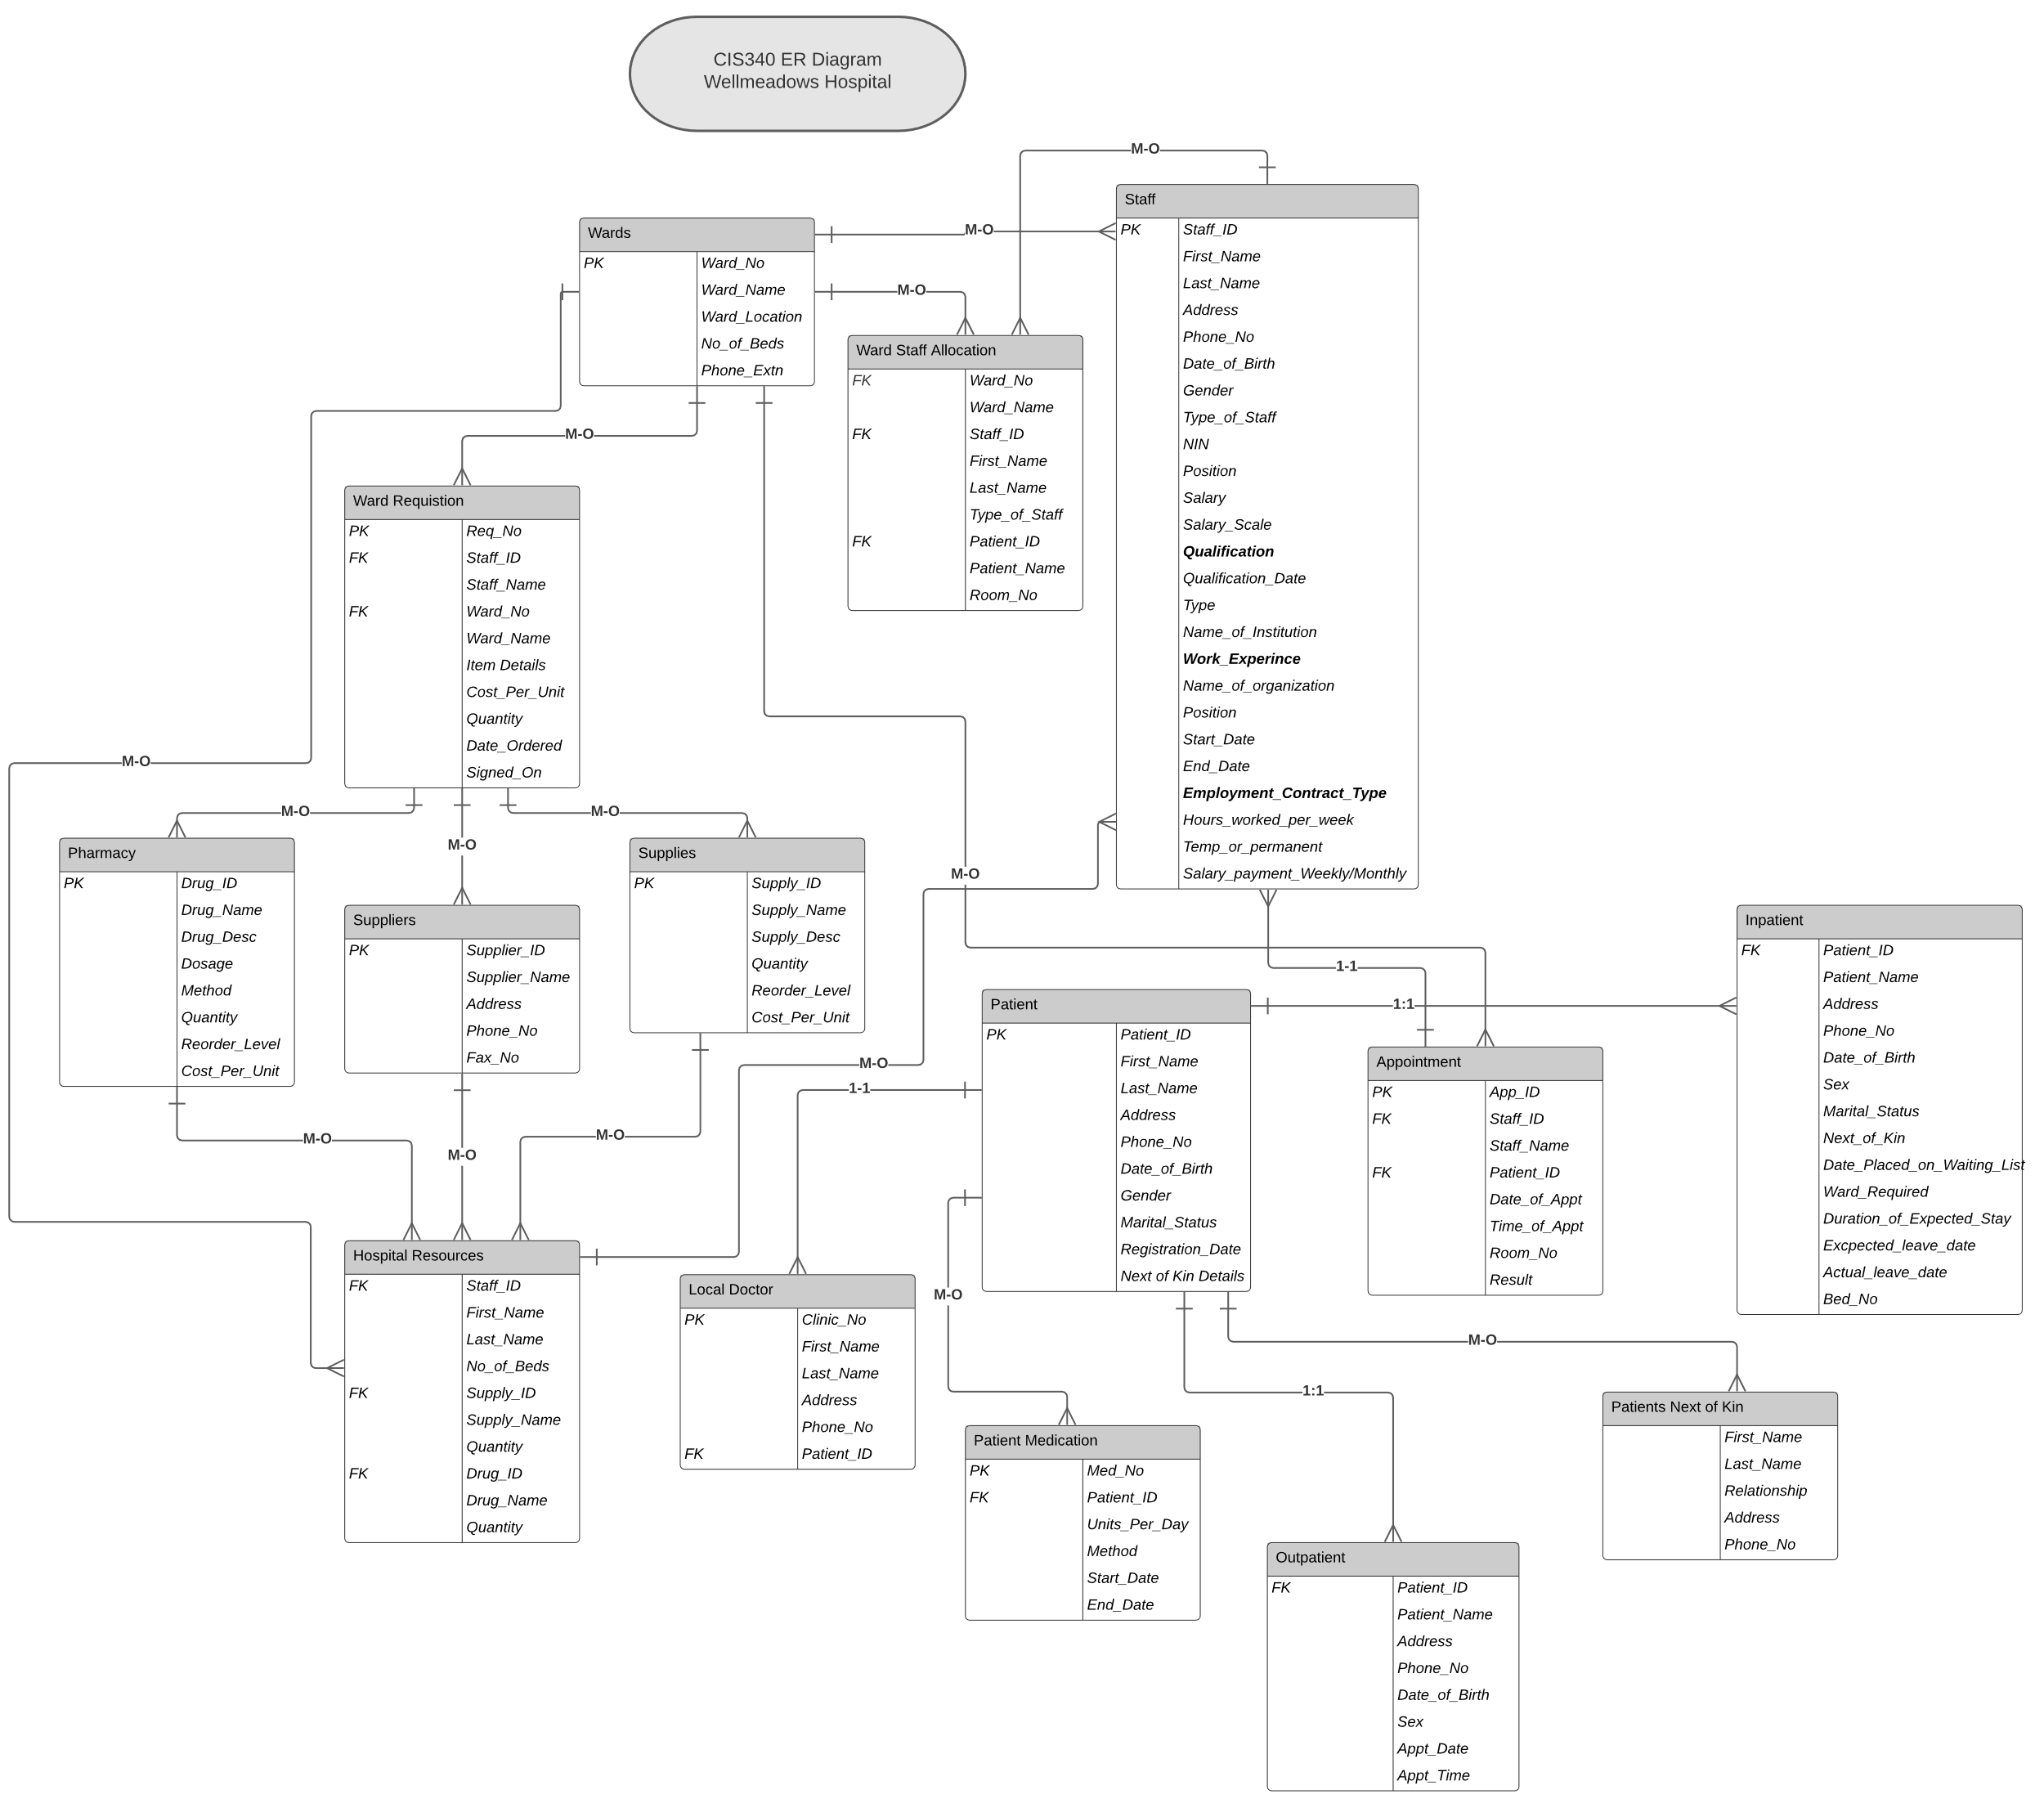 CIS340 ER Diagram
Wellmeadows Hospital
M-O
Staff
PK Staff_ID
First_Name
Last_Name
Address
Phone_No
Date_of_Birth
Gender
Type_of_Staff
NIN
Position
Salary
Salary_Scale
Qualification
Qualification_Date
Type
Name_of_Institution
Work_Experince
Name_of_organization
Position
Start_Date
End_Date
Employment_Contract_Type
Hours_worked_per_week
Temp_or_permanent
Salary_payment_Weekly/Monthly
Wards
PK Ward_No
Ward_Name
Ward_Location
No_of_Beds
Phone_Extn
M-O
M-O
Ward Staff Allocation
FK Ward_No
Ward_Name
FK Staff_ID
First_Name
Last_Name
Type_of_Staff
FK Patient_ID
Patient_Name
Room_No
M-O
Ward Requistion
PK Req_No
FK Staff_ID
Staff_Name
FK Ward_No
Ward_Name
Item Details
Cost_Per_Unit
Quantity
Date_Ordered
Signed_On
M-O
M-O
M-O
M-O
Pharmacy
PK Drug_ID
Drug_Name
Drug_Desc
Dosage
Method
Quantity
Reorder_Level
Cost_Per_Unit
Suppliers
PK Supplier_ID
Supplier_Name
Address
Phone_No
Fax_No
Supplies
PK Supply_ID
Supply_Name
Supply_Desc
Quantity
Reorder_Level
Cost_Per_Unit
M-O
1-1
Inpatient
FK Patient_ID
Patient_Name
Address
Phone_No
Date_of_Birth
Sex
Marital_Status
Next_of_Kin
Date_Placed_on_Waiting_List
Ward_Required
Duration_of_Expected_Stay
Excpected_leave_date
Actual_leave_date
Bed_No
1:1
Patient
PK Patient_ID
First_Name
Last_Name
Address
Phone_No
Date_of_Birth
Gender
Marital_Status
Registration_Date
Next of Kin Details
Appointment
PK App_ID
FK Staff_ID
Staff_Name
FK Patient_ID
Date_of_Appt
Time_of_Appt
Room_No
Result
M-O
1-1
M-O
M-O
M-O
Hospital Resources
FK Staff_ID
First_Name
Last_Name
No_of_Beds
FK Supply_ID
Supply_Name
Quantity
FK Drug_ID
Drug_Name
Quantity
Local Doctor
PK Clinic_No
First_Name
Last_Name
Address
Phone_No
FK Patient_ID
M-O
M-O
1:1
Patient Medication
PK Med_No
FK Patient_ID
Units_Per_Day
Method
Start_Date
End_Date
Patients Next of Kin
First_Name
Last_Name
Relationship
Address
Phone_No
Outpatient
FK Patient_ID
Patient_Name
Address
Phone_No
Date_of_Birth
Sex
Appt_Date
Appt_Time